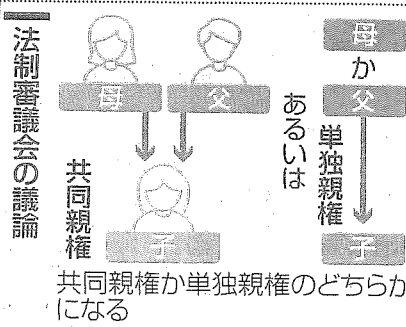 法制審議会の議論
母
父
共同親権
子
あるいは
母
か
父
単独親権
子
共同親権か単独親権のどちらか
になる